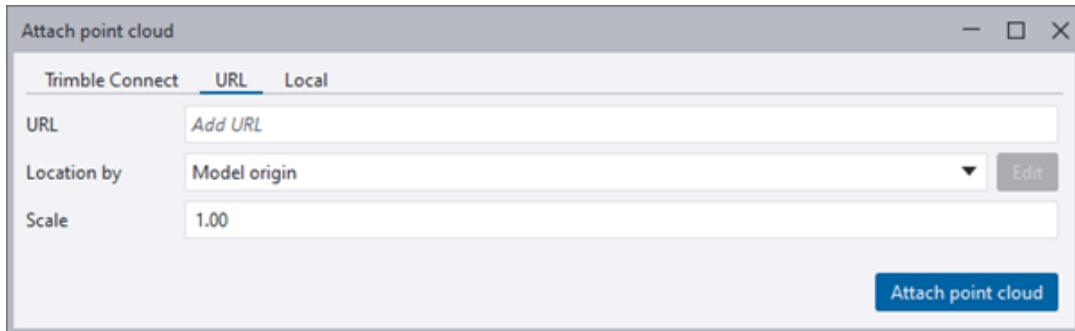 Attach point cloud
Trimble Connect URL Local
URL Add URL
Location by Model origin Edit
Scale 1.00
Attach point cloud